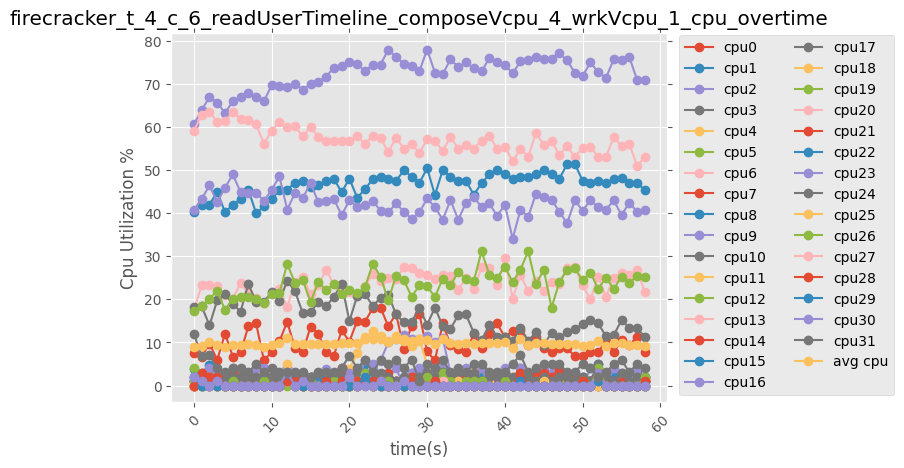 firecracker_t_4_c_6_readUserTimeline_composeVcpu_4_wrkVcpu_1_cpu_overtime
80
70
60
50
40
30
20
10
0
Cpu Utilization %
0
10
20
30
40
50
60
time(s)
cpu0
cpu1
cpu2
cpu3
cpu4
cpu5
cpu6
cpu7
cpu8
cpu9
cpu10
cpu11
cpu12
cpu13
cpu14
cpu15
cpu16
cpu17
cpu18
cpu19
cpu20
cpu21
cpu22
cpu23
cpu24
cpu25
cpu26
cpu27
cpu28
cpu29
cpu30
cpu31
avg cpu